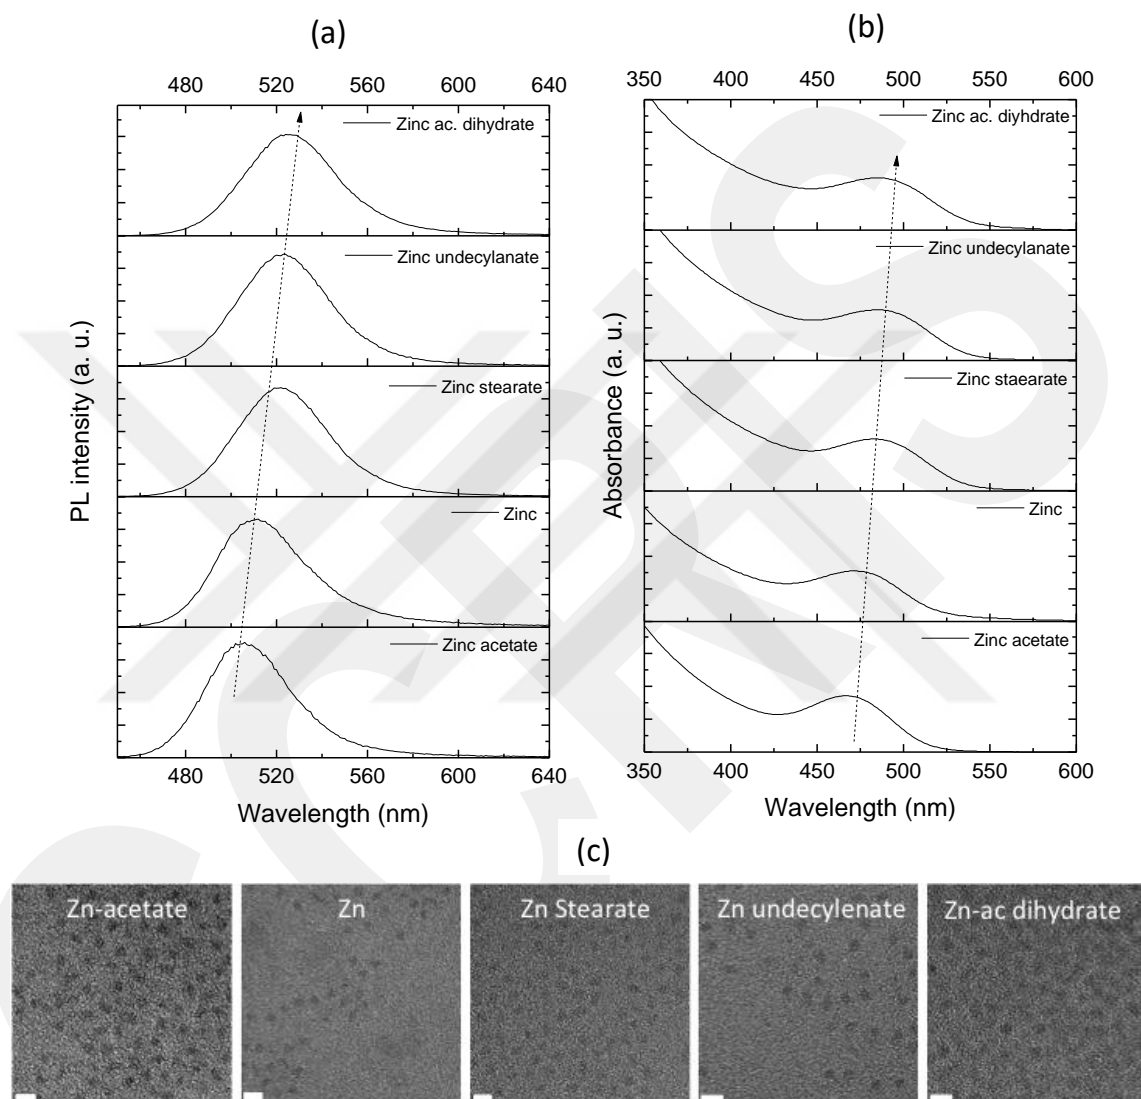 (a)
(b)
480 520 560 600 640
350 400 450 500 550 600
Zinc ac. dihydrate
Zinc ac. diyhdrate
Zinc undecylanate
Zinc undecylanate
Zinc stearate
Zinc staearate
Zinc
Zinc
Zinc acetate
Zinc acetate
PL intensity (a. u.)
Absorbance (a. u.)
480 520 560 600 640
350 400 450 500 550 600
Wavelength (nm)
Wavelength (nm)
(c)
Zn-acetate
Zn
Zn Stearate
Zn undecylenate
Zn-ac dihydrate